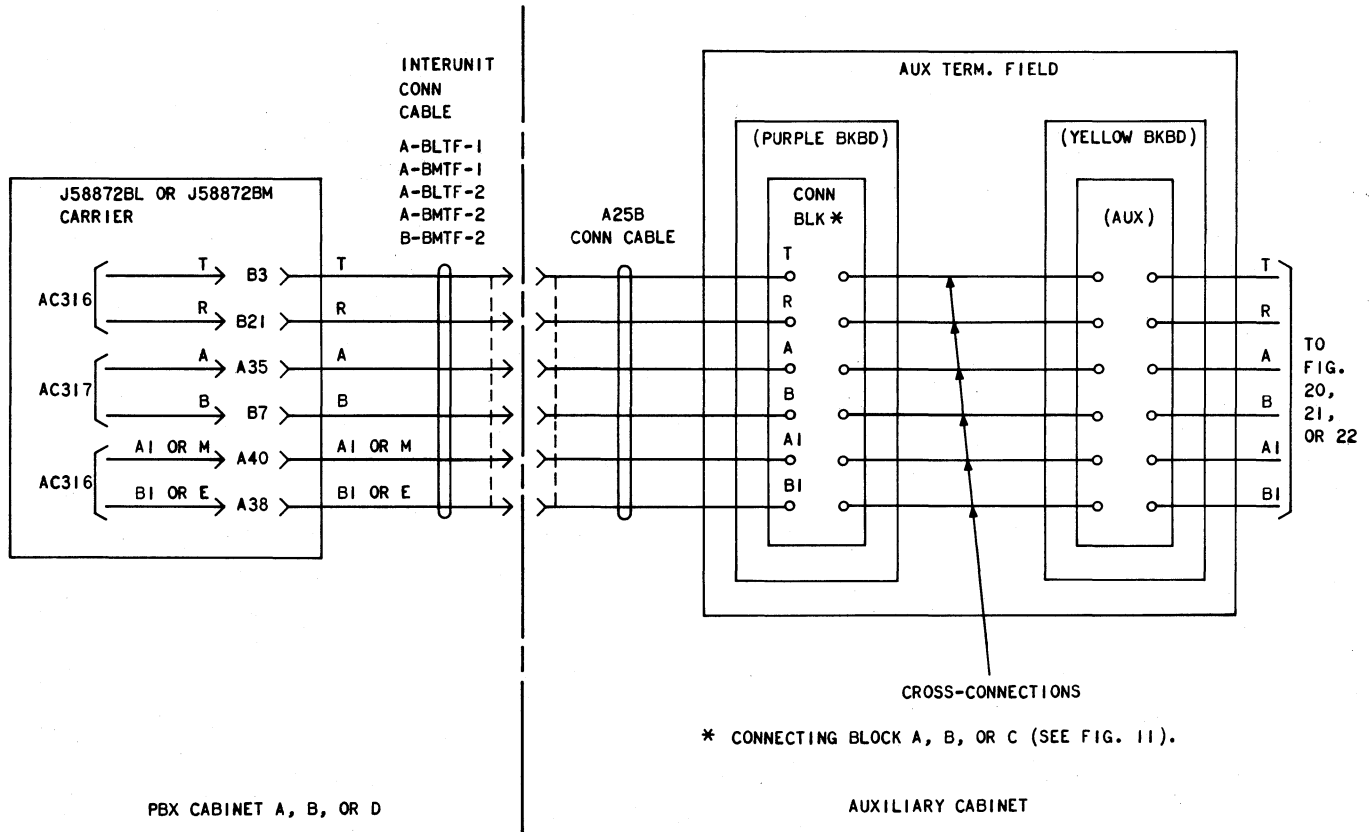 INTERUNIT
CONN
CABLE
A-BLTF-1
A-BMTF-1
A-BLTF-2
A-BMTF-2
B-BMTF-2
J58872BL OR J58872BM
CARRIER
AC316
T B3 T
R B21 R
AC317
A A35 A
B B7 B
AC316
A1 OR M A40 A1 OR M
B1 OR E A38 B1 OR E
A25B
CONN CABLE
AUX TERM. FIELD
(PURPLE BKBD)
CONN
BLK *
T
R
A
B
A1
B1
(YELLOW BKBD)
(AUX)
T
R
A
B
A1
B1
TO
FIG.
20,
21,
OR 22
CROSS-CONNECTIONS
* CONNECTING BLOCK A, B, OR C (SEE FIG. 11).
PBX CABINET A, B, OR D
AUXILIARY CABINET